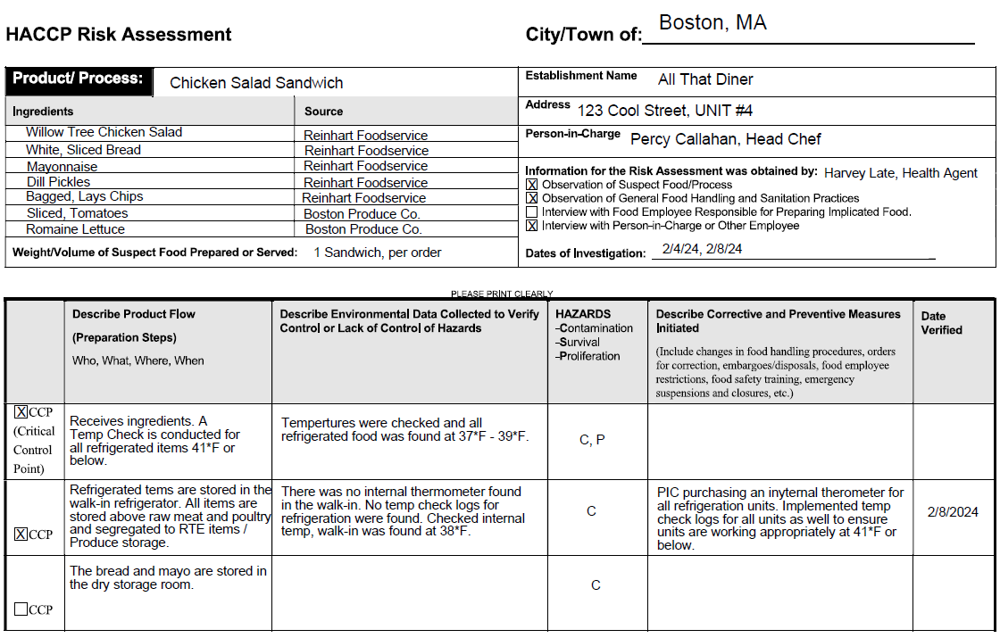 HACCP Risk Assessment
City/Town of: Boston, MA
Product/ Process: Chicken Salad Sandwich
Ingredients Source
Willow Tree Chicken Salad Reinhart Foodservice
White, Sliced Bread Reinhart Foodservice
Mayonnaise Reinhart Foodservice
Dill Pickles Reinhart Foodservice
Bagged, Lays Chips Reinhart Foodservice
Sliced, Tomatoes Boston Produce Co.
Romaine Lettuce Boston Produce Co.
Weight/Volume of Suspect Food Prepared or Served: 1 Sandwich, per order
Establishment Name All That Diner
Address 123 Cool Street, UNIT #4
Person-in-Charge Percy Callahan, Head Chef
Information for the Risk Assessment was obtained by: Harvey Late, Health Agent
X Observation of Suspect Food/Process
X Observation of General Food Handling and Sanitation Practices
Interview with Food Employee Responsible for Preparing Implicated Food.
X Interview with Person-in-Charge or Other Employee
Dates of Investigation: 2/4/24, 2/8/24
PLEASE PRINT CLEARLY
Describe Product Flow
(Preparation Steps)
Who, What, Where, When
Describe Environmental Data Collected to Verify
Control or Lack of Control of Hazards
HAZARDS
-Contamination
-Survival
-Proliferation
Describe Corrective and Preventive Measures
Initiated
(Include changes in food handling procedures, orders
for correction, embargoes/disposals, food employee
restrictions, food safety training, emergency
suspensions and closures, etc.)
Date
Verified
X CCP
(Critical
Control
Point)
Receives ingredients. A
Temp Check is conducted for
all refrigerated items 41*F or
below.
Tempertures were checked and all
refrigerated food was found at 37*F - 39*F.
C, P
X CCP
Refrigerated tems are stored in the
walk-in refrigerator. All items are
stored above raw meat and poultry
and segregated to RTE items /
Produce storage.
There was no internal thermometer found
in the walk-in. No temp check logs for
refrigeration were found. Checked internal
temp, walk-in was found at 38*F.
C
PIC purchasing an inyternal therometer for
all refrigeration units. Implemented temp
check logs for all units as well to ensure
units are working appropriately at 41*F or
below.
2/8/2024
CCP
The bread and mayo are stored in
the dry storage room.
C